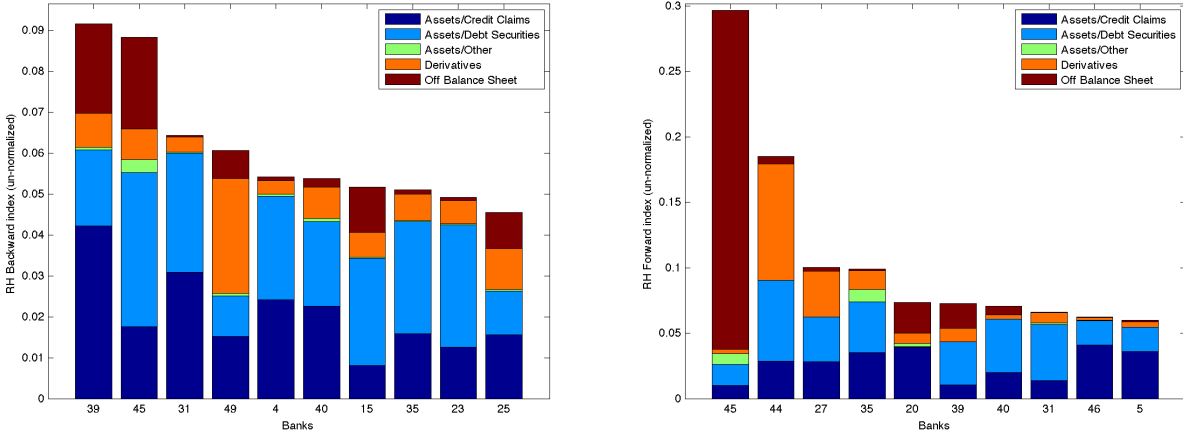 0.09
0.08
0.07
0.06
0.05
0.04
0.03
0.02
0.01
0
RH Backward index (un-normalized)
Assets/Credit Claims
Assets/Debt Securities
Assets/Other
Derivatives
Off Balance Sheet
39 45 31 49 4 40 15 35 23 25
Banks
0.3
0.25
0.2
0.15
0.1
0.05
0
RH Forward index (un-normalized)
Assets/Credit Claims
Assets/Debt Securities
Assets/Other
Derivatives
Off Balance Sheet
45 44 27 35 20 39 40 31 46 5
Banks